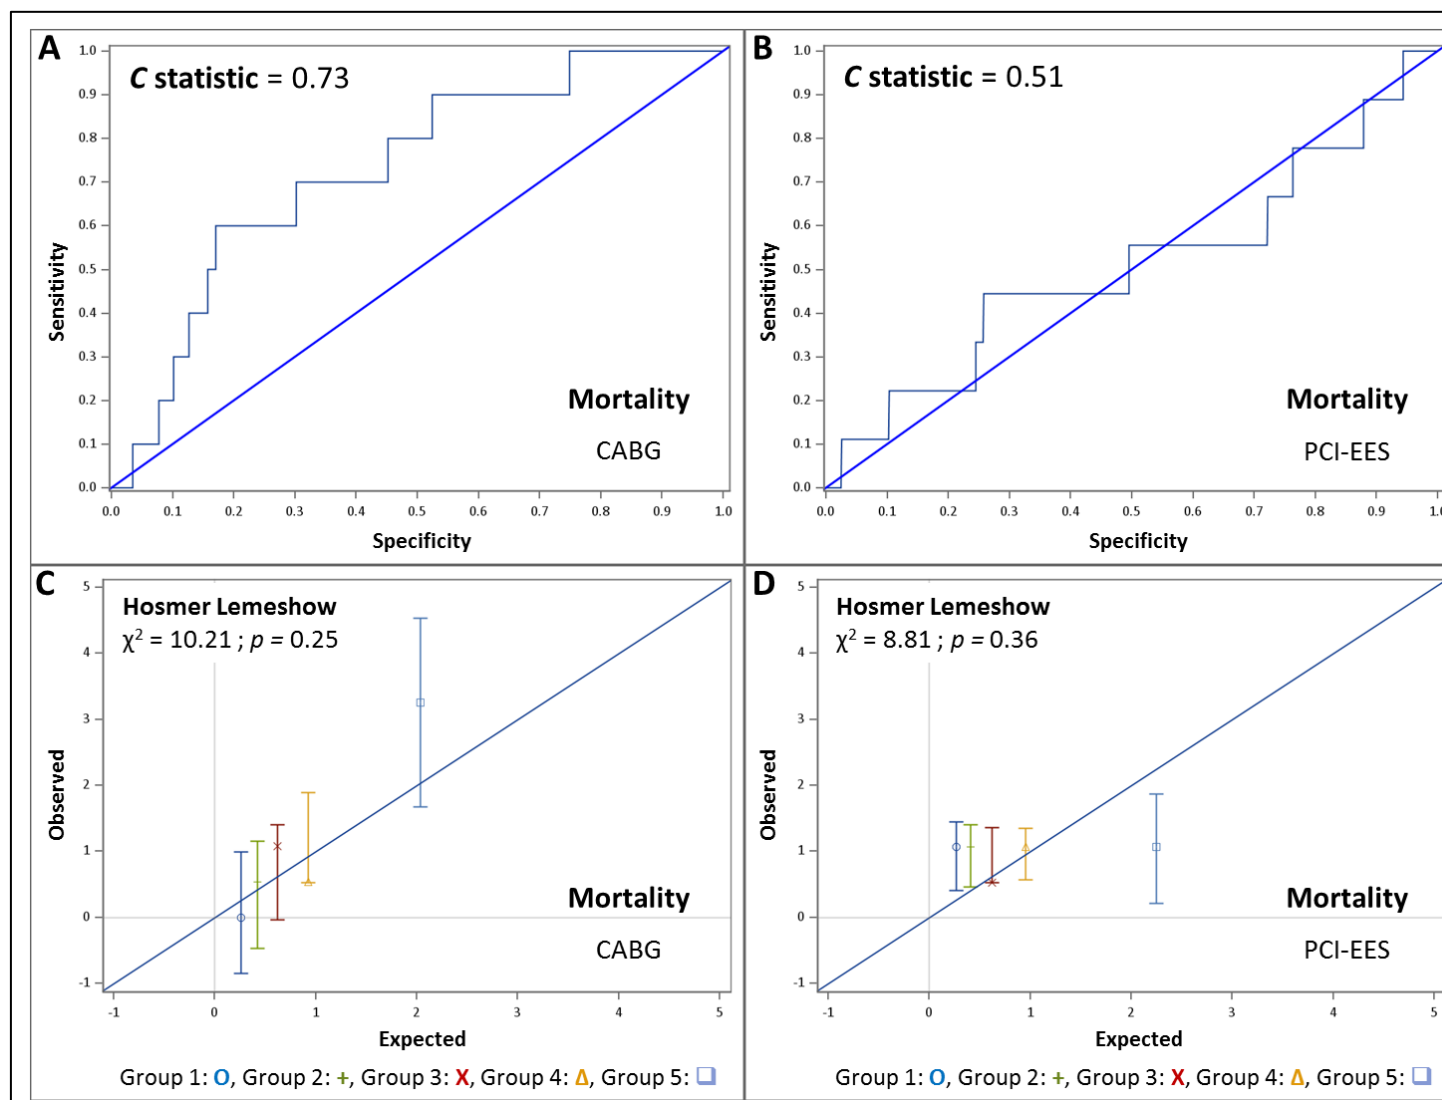 A
C statistic = 0.73
1.0
0.9
0.8
0.7
0.6
0.5
0.4
0.3
0.2
0.1
0.0
Sensitivity
Mortality
CABG
0.0 0.1 0.2 0.3 0.4 0.5 0.6 0.7 0.8 0.9 1.0
Specificity
B
C statistic = 0.51
1.0
0.9
0.8
0.7
0.6
0.5
0.4
0.3
0.2
0.1
0.0
Sensitivity
Mortality
PCI-EES
0.0 0.1 0.2 0.3 0.4 0.5 0.6 0.7 0.8 0.9 1.0
Specificity
C
Hosmer Lemeshow
χ² = 10.21 ; p = 0.25
5
4
3
2
1
0
-1
Observed
Mortality
CABG
-1 0 1 2 3 4 5
Expected
Group 1: O, Group 2: +, Group 3: X, Group 4: Δ, Group 5: ❑
D
Hosmer Lemeshow
χ² = 8.81 ; p = 0.36
5
4
3
2
1
0
-1
Observed
Mortality
PCI-EES
-1 0 1 2 3 4 5
Expected
Group 1: O, Group 2: +, Group 3: X, Group 4: Δ, Group 5: ❑